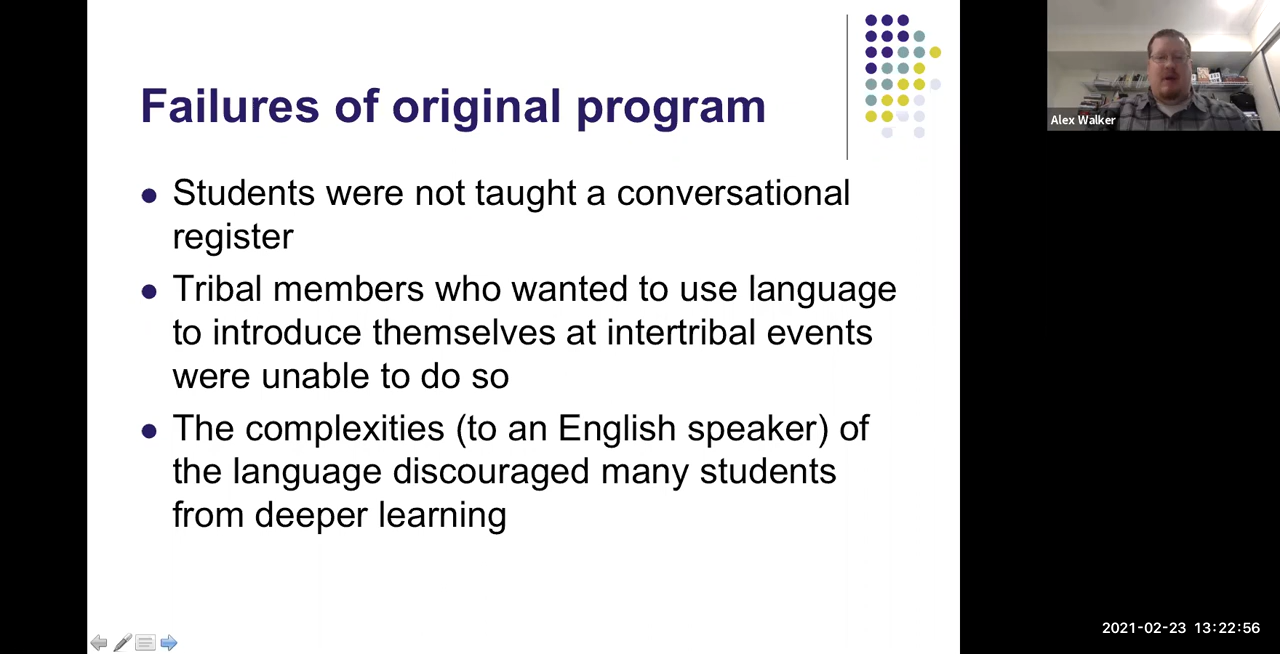 Failures of original program
● Students were not taught a conversational
register
● Tribal members who wanted to use language
to introduce themselves at intertribal events
were unable to do so
● The complexities (to an English speaker) of
the language discouraged many students
from deeper learning
Alex Walker
2021-02-23 13:22:56